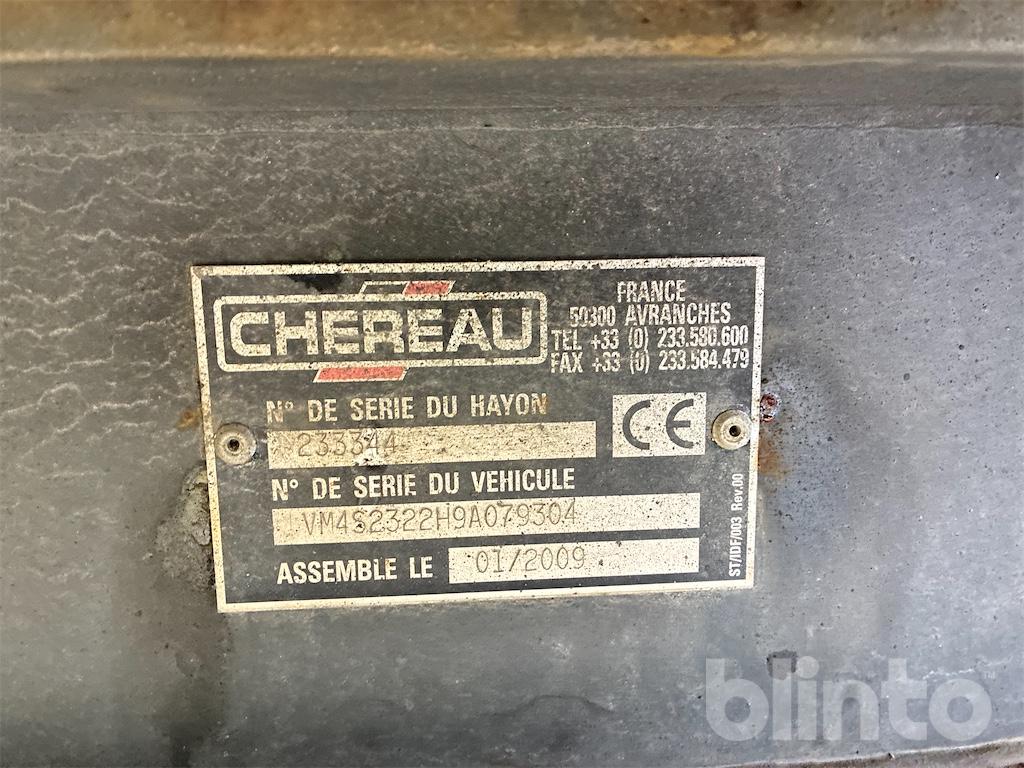 CHEREAU
FRANCE
50300 AVRANCHES
TEL +33 (0) 233.580.600
FAX +33 (0) 233.584.479
N° DE SERIE DU HAYON
233344
CE
N° DE SERIE DU VEHICULE
VM4S2322H9A079304
ASSEMBLE LE 01/2009
ST/IDF/003 Rev.00
blinto